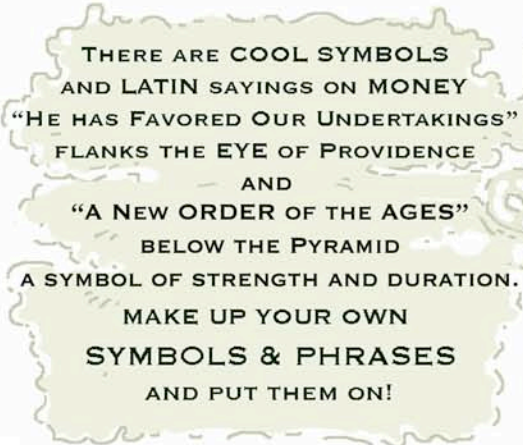 THERE ARE COOL SYMBOLS
AND LATIN SAYINGS ON MONEY
“HE HAS FAVORED OUR UNDERTAKINGS”
FLANKS THE EYE OF PROVIDENCE
AND
“A NEW ORDER OF THE AGES”
BELOW THE PYRAMID
A SYMBOL OF STRENGTH AND DURATION.
MAKE UP YOUR OWN
SYMBOLS & PHRASES
AND PUT THEM ON!